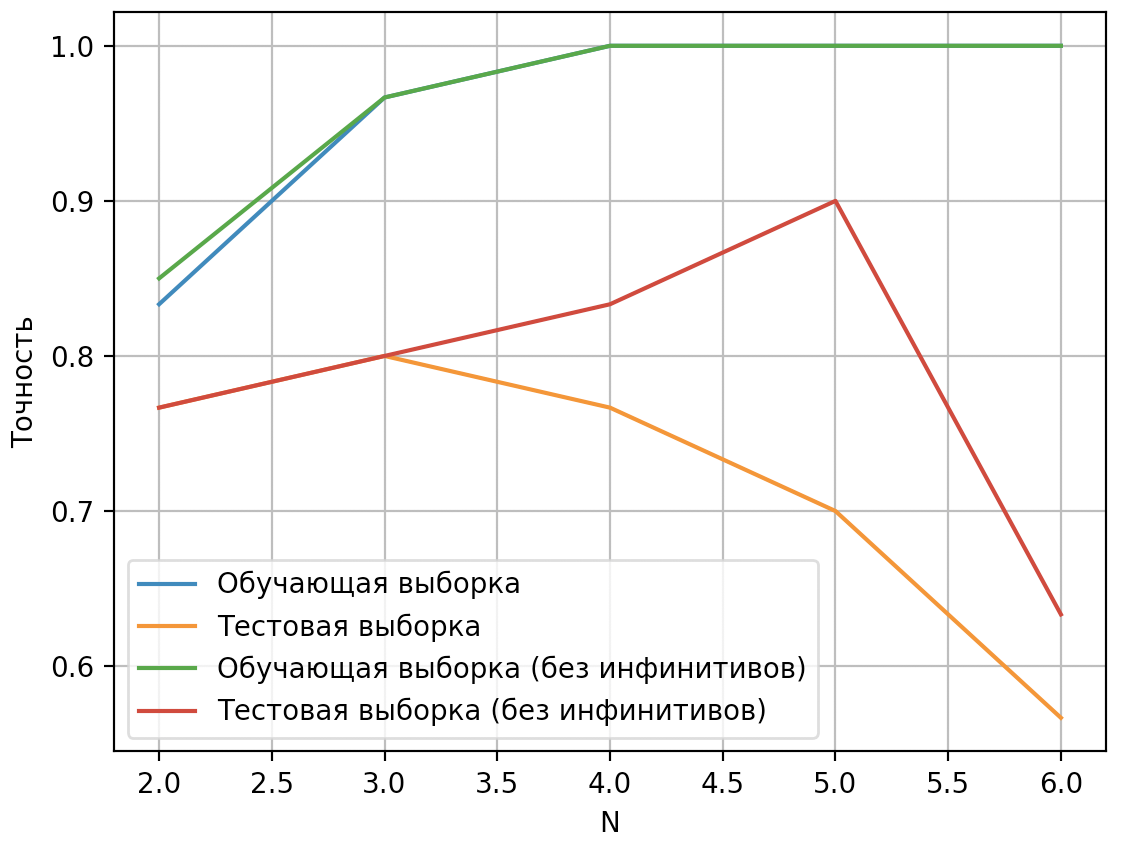 1.0
0.9
0.8
0.7
0.6
Точность
Обучающая выборка
Тестовая выборка
Обучающая выборка (без инфинитивов)
Тестовая выборка (без инфинитивов)
2.0 2.5 3.0 3.5 4.0 4.5 5.0 5.5 6.0
N